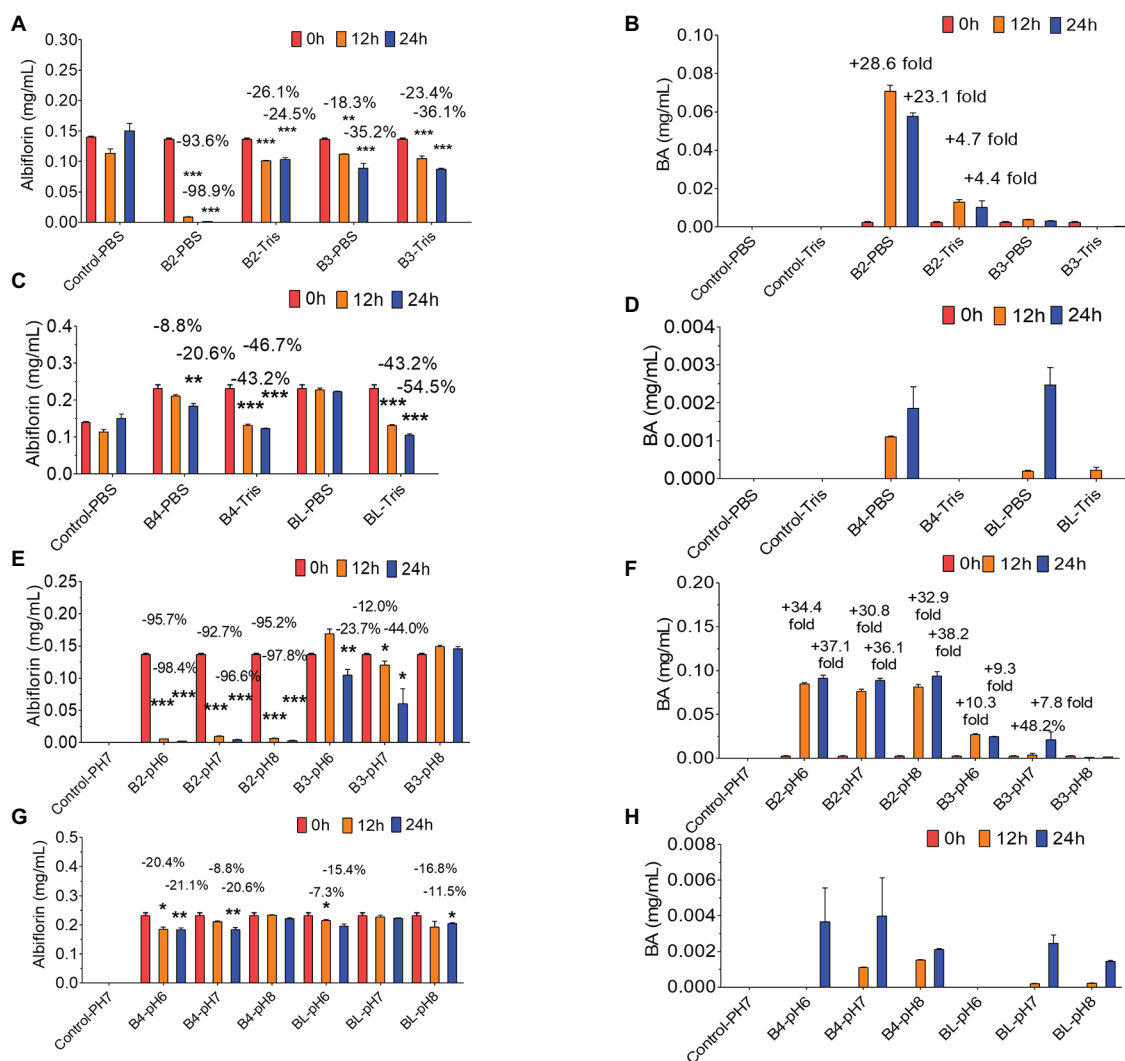 A
0h 12h 24h
Albiflorin (mg/mL)
0.30
0.25
0.20
0.15
0.10
0.05
0.00
-93.6%
***
-98.9%
***
-26.1%
-24.5%
***
***
-18.3%
**
-35.2%
***
-23.4%
-36.1%
***
***
Control-PBS
B2-PBS
B2-Tris
B3-PBS
B3-Tris
B
0h 12h 24h
BA (mg/mL)
0.10
0.08
0.06
0.04
0.02
0.00
+28.6 fold
+23.1 fold
+4.7 fold
+4.4 fold
Control-PBS
Control-Tris
B2-PBS
B2-Tris
B3-PBS
B3-Tris
C
0h 12h 24h
Albiflorin (mg/mL)
0.4
0.3
0.2
0.1
0.0
-8.8%
-20.6%
**
-46.7%
-43.2%
***
***
-43.2%
-54.5%
***
***
Control-PBS
B4-PBS
B4-Tris
BL-PBS
BL-Tris
D
0h 12h 24h
BA (mg/mL)
0.004
0.003
0.002
0.001
0.000
Control-PBS
Control-Tris
B4-PBS
B4-Tris
BL-PBS
BL-Tris
E
0h 12h 24h
Albiflorin (mg/mL)
0.25
0.20
0.15
0.10
0.05
0.00
-95.7%
-98.4%
***
***
-92.7%
-96.6%
***
***
-95.2%
-97.8%
***
***
-12.0%
-23.7%
-44.0%
**
*
*
Control-PH7
B2-pH6
B2-pH7
B2-pH8
B3-pH6
B3-pH7
B3-pH8
F
0h 12h 24h
BA (mg/mL)
0.20
0.15
0.10
0.05
0.00
+34.4
fold
+37.1
fold
+30.8
fold
+36.1
fold
+32.9
fold
+38.2
fold
+10.3
fold
+9.3
fold
+48.2%
+7.8 fold
Control-PH7
B2-pH6
B2-pH7
B2-pH8
B3-pH6
B3-pH7
B3-pH8
G
0h 12h 24h
Albiflorin (mg/mL)
0.5
0.4
0.3
0.2
0.1
0.0
-20.4%
-21.1%
*
**
-8.8%
-20.6%
**
-15.4%
-7.3%
*
-16.8%
-11.5%
*
Control-PH7
B4-pH6
B4-pH7
B4-pH8
BL-pH6
BL-pH7
BL-pH8
H
0h 12h 24h
BA (mg/mL)
0.008
0.006
0.004
0.002
0.000
Control-PH7
B4-pH6
B4-pH7
B4-pH8
BL-pH6
BL-pH7
BL-pH8